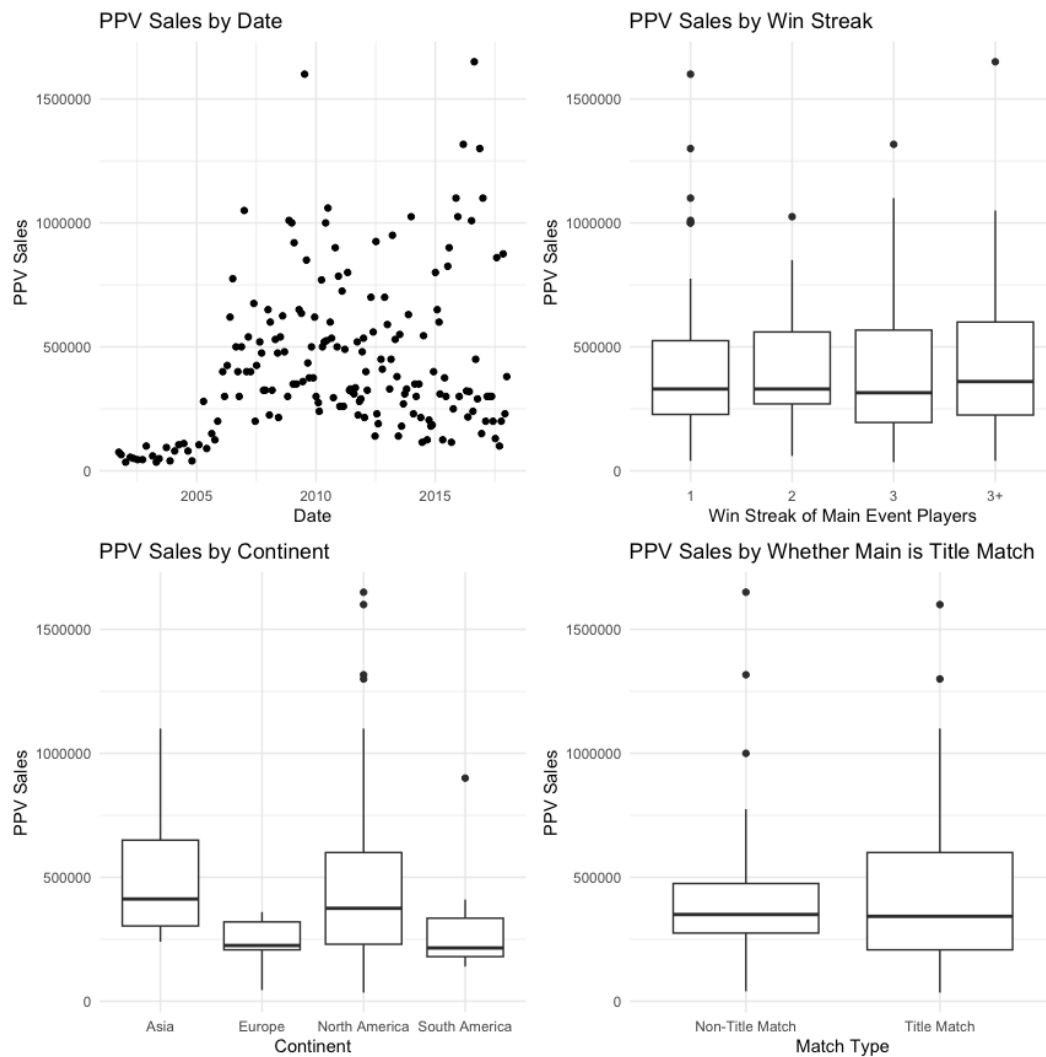 PPV Sales by Date
PPV Sales
1500000
1000000
500000
0
2005
2010
2015
Date
PPV Sales by Win Streak
PPV Sales
1500000
1000000
500000
0
1
2
3
3+
Win Streak of Main Event Players
PPV Sales by Continent
PPV Sales
1500000
1000000
500000
0
Asia
Europe
North America
South America
Continent
PPV Sales by Whether Main is Title Match
PPV Sales
1500000
1000000
500000
0
Non-Title Match
Title Match
Match Type